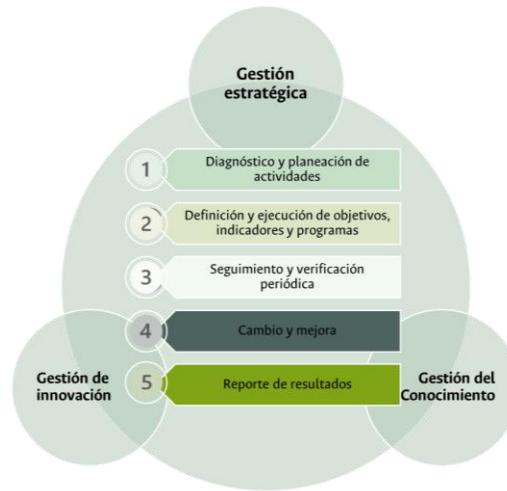 Gestión
estratégica
1
Diagnóstico y planeación de
actividades
2
Definición y ejecución de objetivos,
indicadores y programas
3
Seguimiento y verificación
periódica
4
Cambio y mejora
Gestión de
innovación
5
Reporte de resultados
Gestión del
Conocimiento